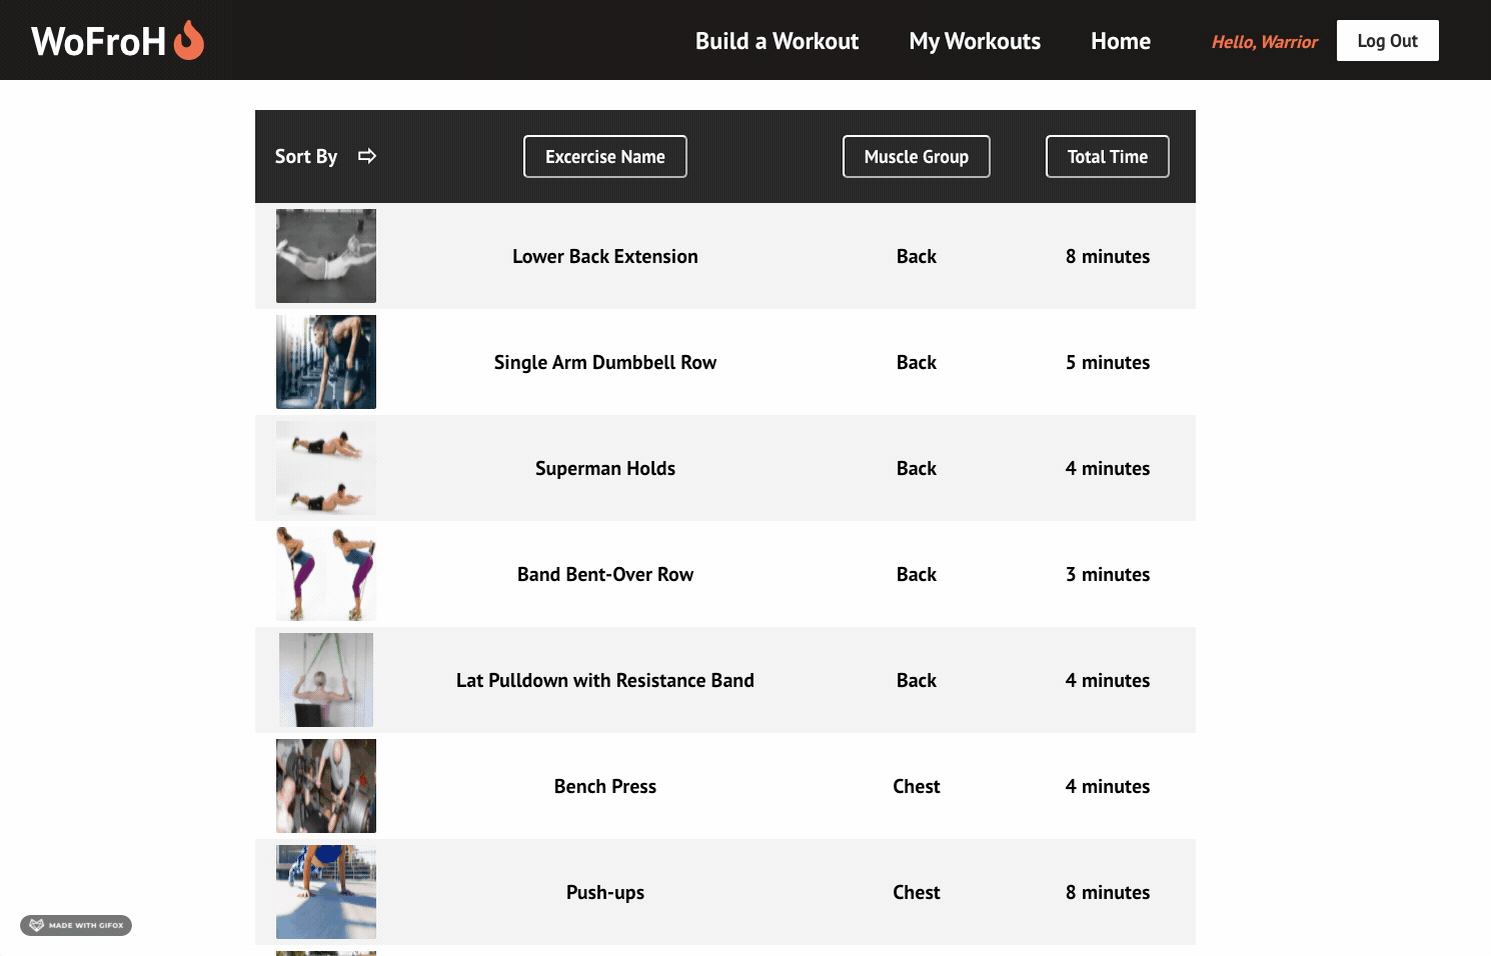 WoFroH
Build a Workout
My Workouts
Home
Hello, Warrior
Log Out
Sort By ⇨
Excercise Name
Muscle Group
Total Time
Lower Back Extension
Back
8 minutes
Single Arm Dumbbell Row
Back
5 minutes
Superman Holds
Back
4 minutes
Band Bent-Over Row
Back
3 minutes
Lat Pulldown with Resistance Band
Back
4 minutes
Bench Press
Chest
4 minutes
Push-ups
Chest
8 minutes
MADE WITH GIFOX